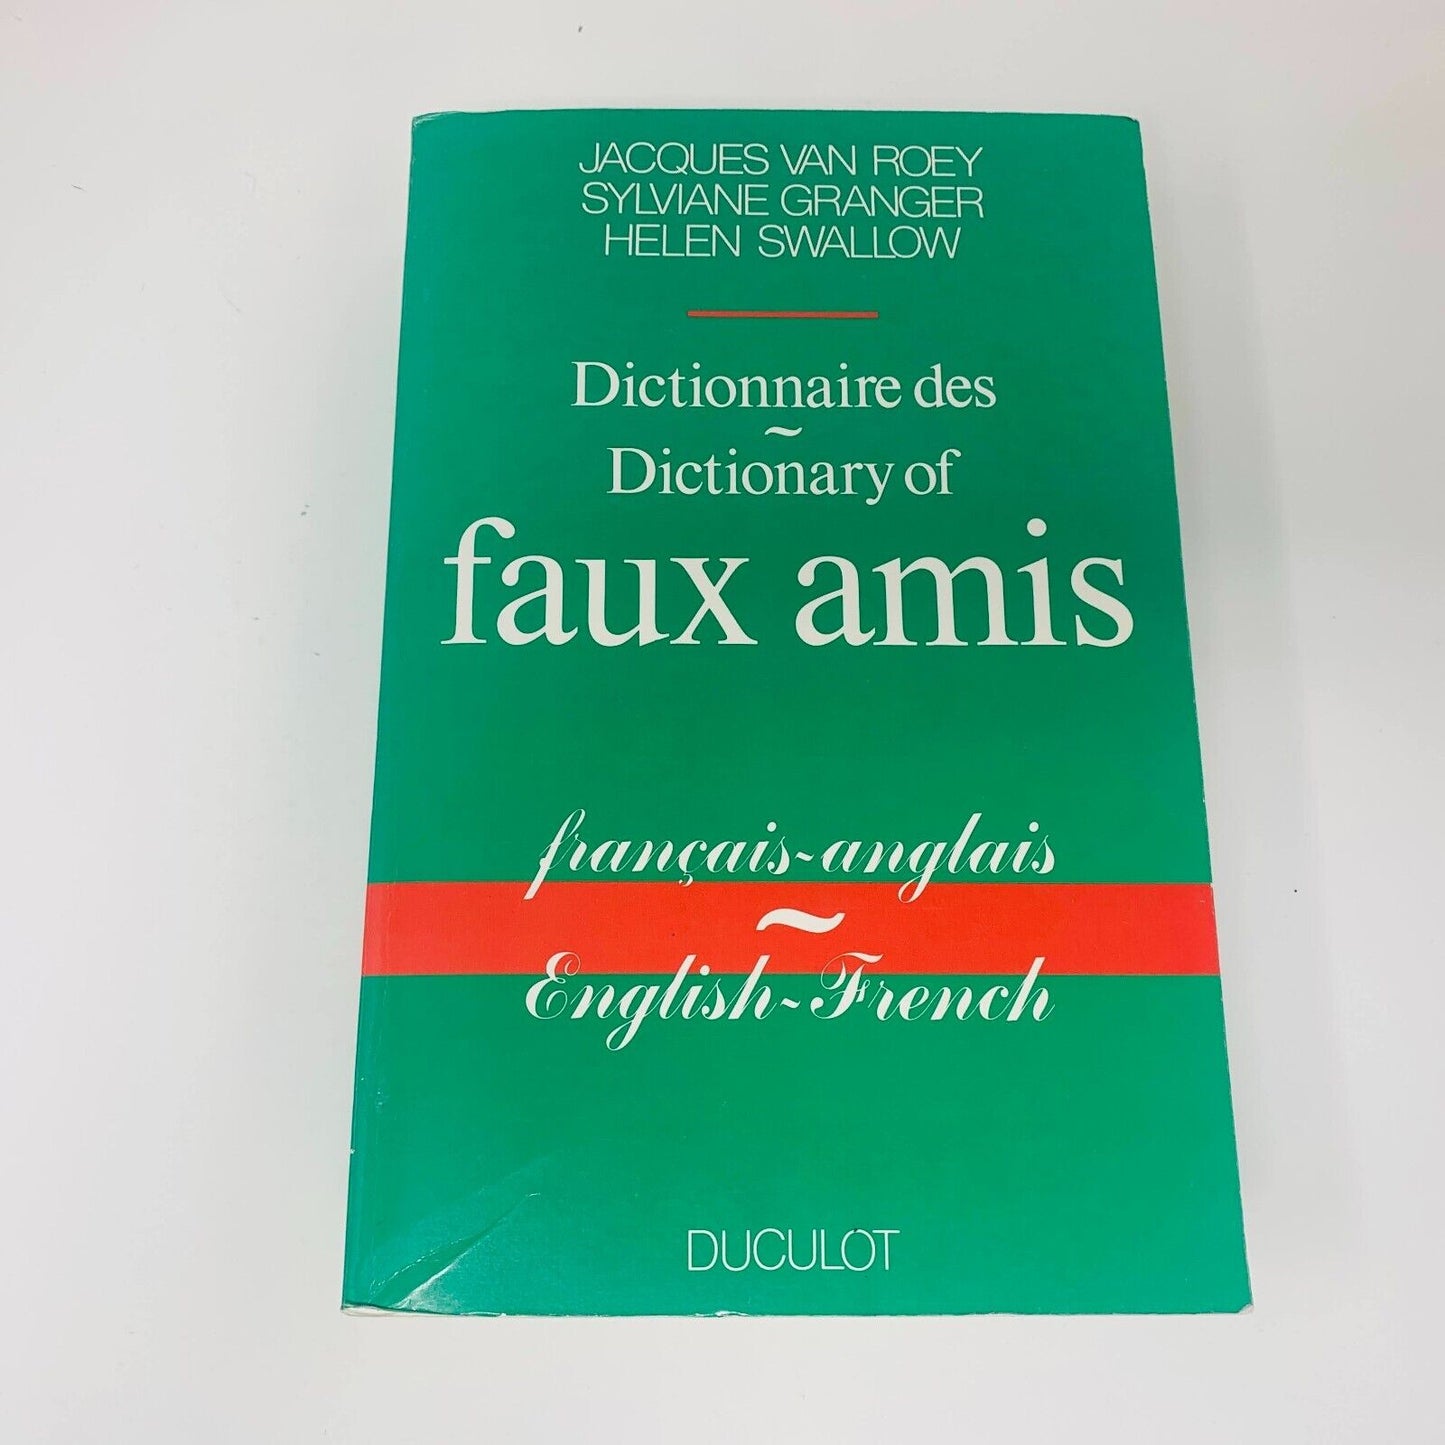 JACQUES VAN ROEY
SYLVIANE GRANGER
HELEN SWALLOW
Dictionnaire des
~
Dictionary of
faux amis
français~anglais
~
English~French
DUCULOT